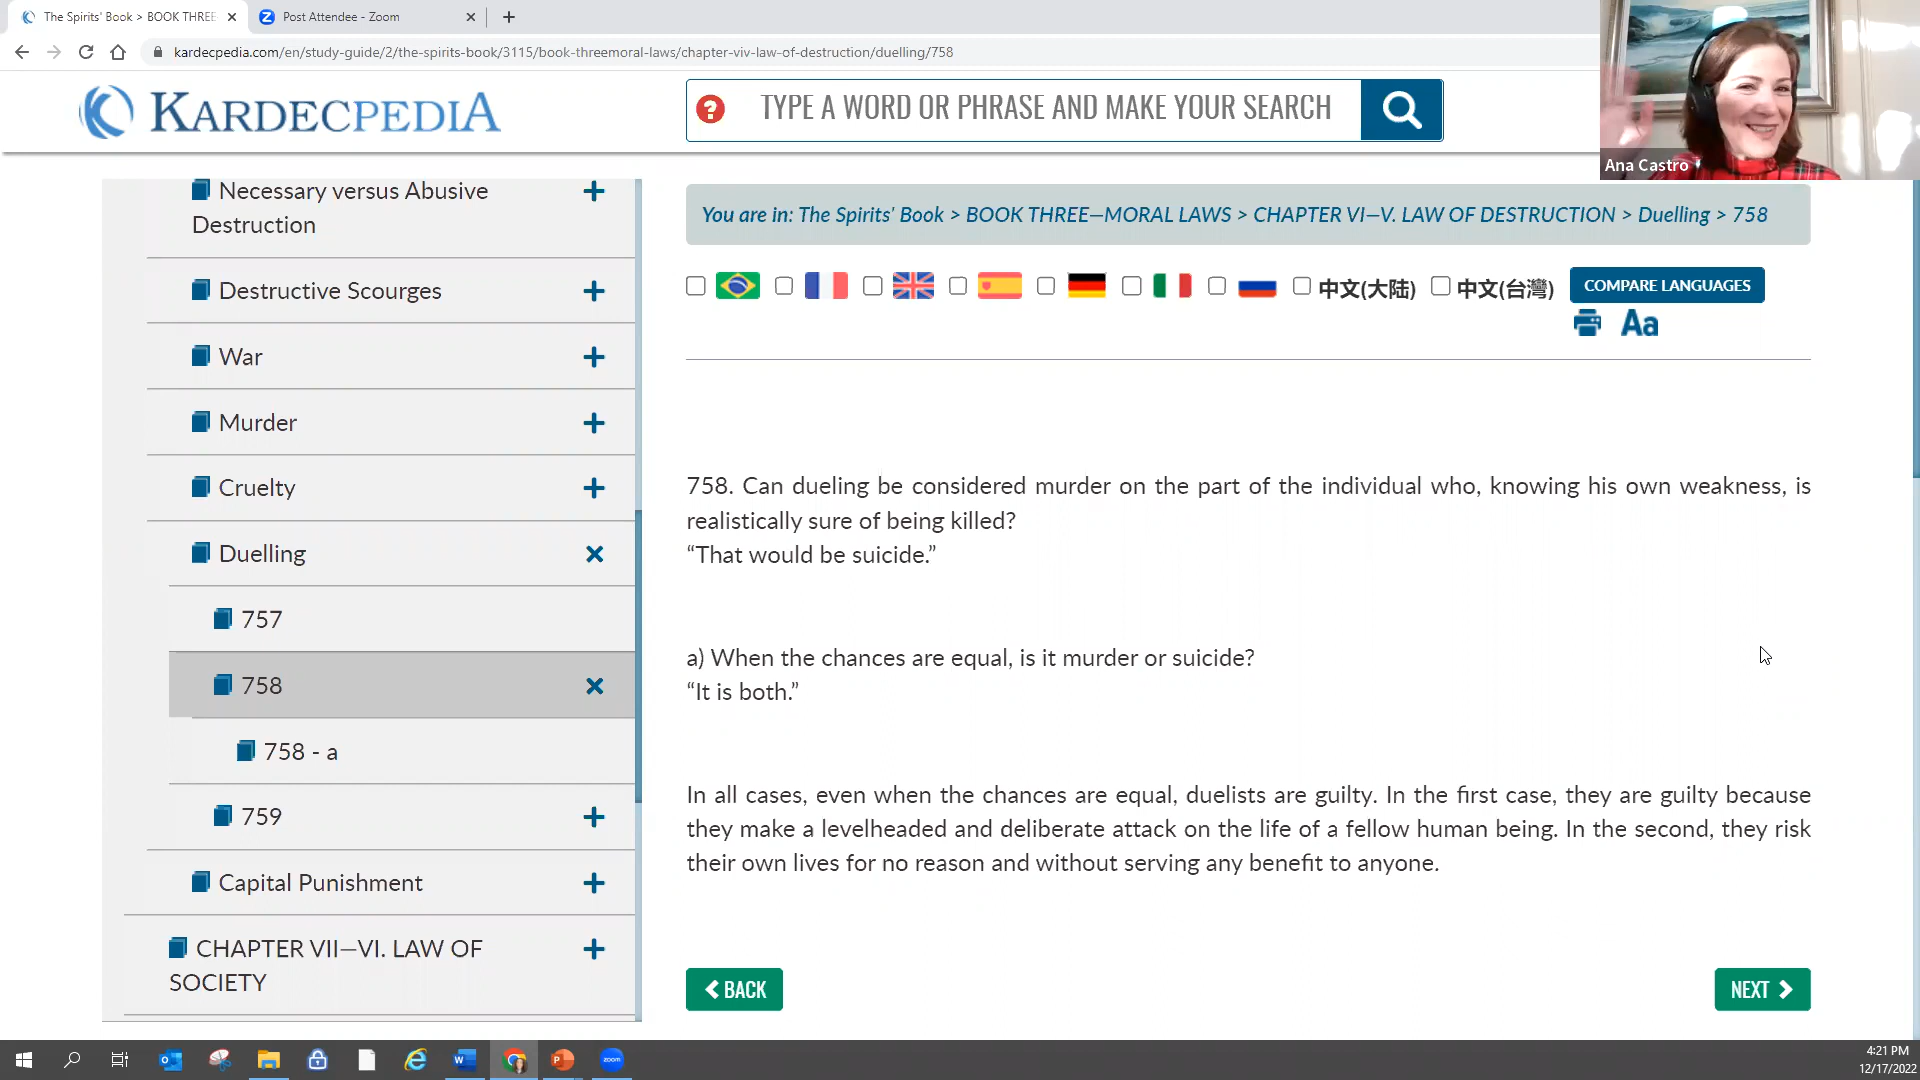 The Spirits' Book > BOOK THREE
Post Attendee - Zoom
kardecpedia.com/en/study-guide/2/the-spirits-book/3115/book-threemoral-laws/chapter-viv-law-of-destruction/duelling/758
KARDECPEDIA
? TYPE A WORD OR PHRASE AND MAKE YOUR SEARCH
Ana Castro
Necessary versus Abusive
Destruction
Destructive Scourges
War
Murder
Cruelty
Duelling
757
758
758 - a
759
Capital Punishment
CHAPTER VII—VI. LAW OF
SOCIETY
You are in: The Spirits' Book > BOOK THREE—MORAL LAWS > CHAPTER VI—V. LAW OF DESTRUCTION > Duelling > 758
中文(大陆) 中文(台灣) COMPARE LANGUAGES
Aa
758. Can dueling be considered murder on the part of the individual who, knowing his own weakness, is
realistically sure of being killed?
“That would be suicide.”
a) When the chances are equal, is it murder or suicide?
“It is both.”
In all cases, even when the chances are equal, duelists are guilty. In the first case, they are guilty because
they make a levelheaded and deliberate attack on the life of a fellow human being. In the second, they risk
their own lives for no reason and without serving any benefit to anyone.
BACK
NEXT
zoom
4:21 PM
12/17/2022